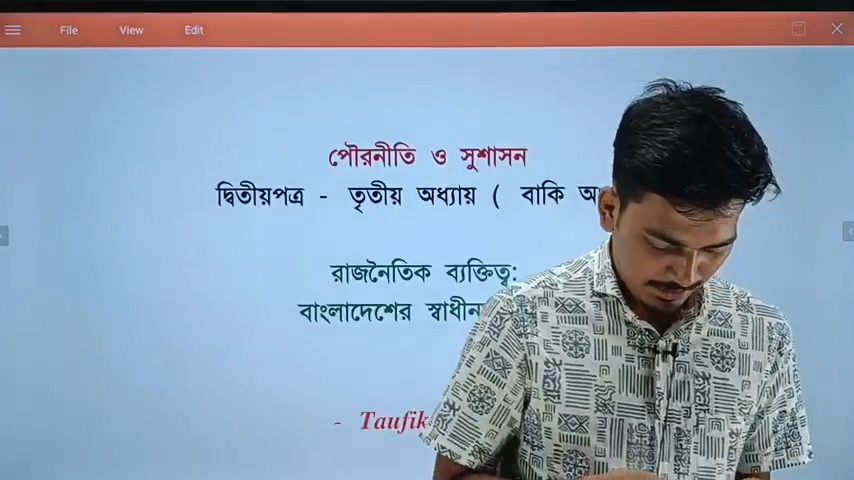 File View Edit
পৌরনীতি ও সুশাসন
দ্বিতীয়পত্র - তৃতীয় অধ্যায় ( বাকি
রাজনৈতিক ব্যক্তিত্ব:
বাংলাদেশের
- Taufik